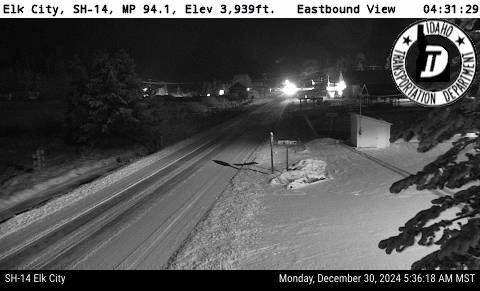 Elk City, SH-14, MP 94.1, Elev 3,939ft. Eastbound View 04:31:29
IDAHO
TRANSPORTATION DEPARTMENT
SH-14 Elk City
Monday, December 30, 2024 5:36:18 AM MST